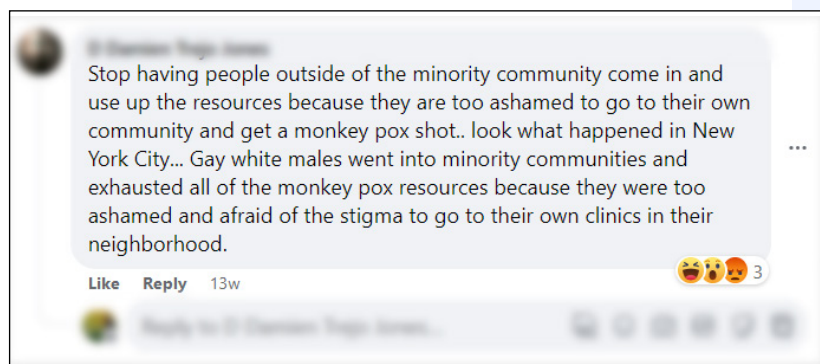 Stop having people outside of the minority community come in and
use up the resources because they are too ashamed to go to their own
community and get a monkey pox shot.. look what happened in New
York City... Gay white males went into minority communities and
exhausted all of the monkey pox resources because they were too
ashamed and afraid of the stigma to go to their own clinics in their
neighborhood.
3
Like Reply 13w